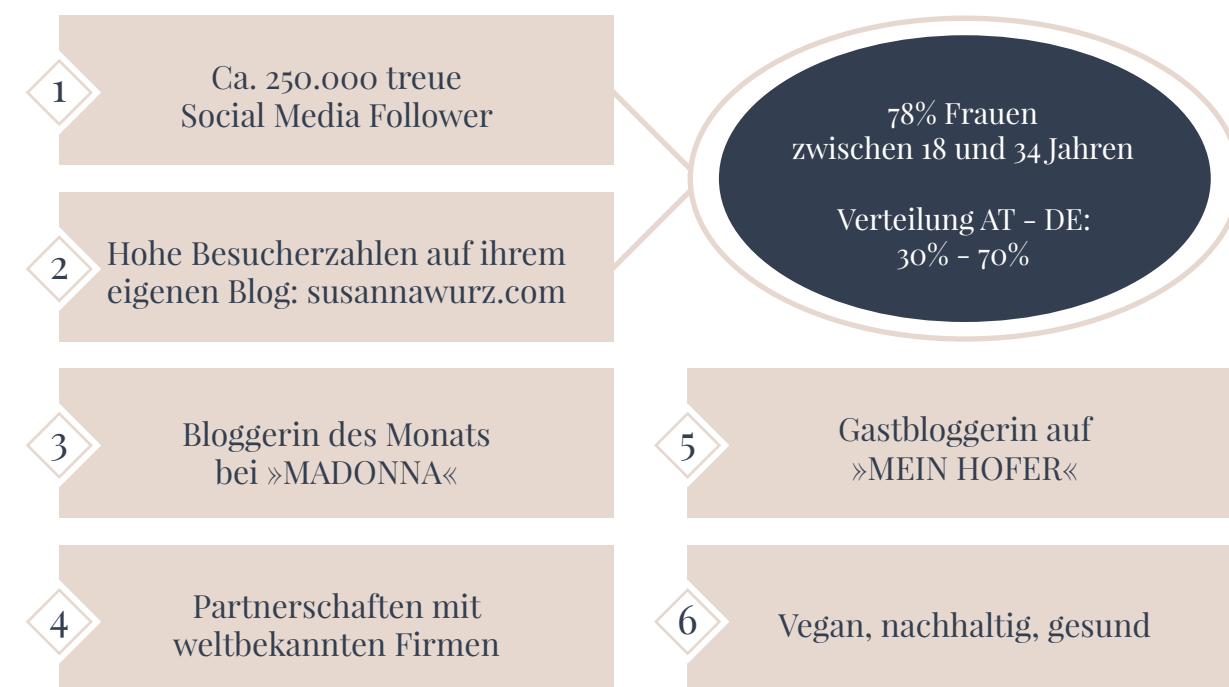 1
Ca. 250.000 treue
Social Media Follower
2
Hohe Besucherzahlen auf ihrem
eigenen Blog: susannawurz.com
78% Frauen
zwischen 18 und 34 Jahren
Verteilung AT - DE:
30% - 70%
3
Bloggerin des Monats
bei »MADONNA«
4
Partnerschaften mit
weltbekannten Firmen
5
Gastbloggerin auf
»MEIN HOFER«
6
Vegan, nachhaltig, gesund